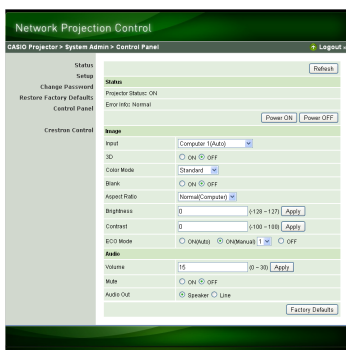 Network Projection Control
CASIO Projector > System Admin > Control Panel
Logout »
Status
Setup
Change Password
Restore Factory Defaults
Control Panel
Crestron Control
Refresh
Status
Projector Status: ON
Error Info: Normal
Power ON Power OFF
Image
Input Computer 1(Auto)
3D ON OFF
Color Mode Standard
Blank ON OFF
Aspect Ratio Normal(Computer)
Brightness 0 (-128 ~ 127) Apply
Contrast 0 (-100 ~ 100) Apply
ECO Mode ON(Auto) ON(Manual) 1 OFF
Audio
Volume 15 (0 ~ 30) Apply
Mute ON OFF
Audio Out Speaker Line
Factory Defaults